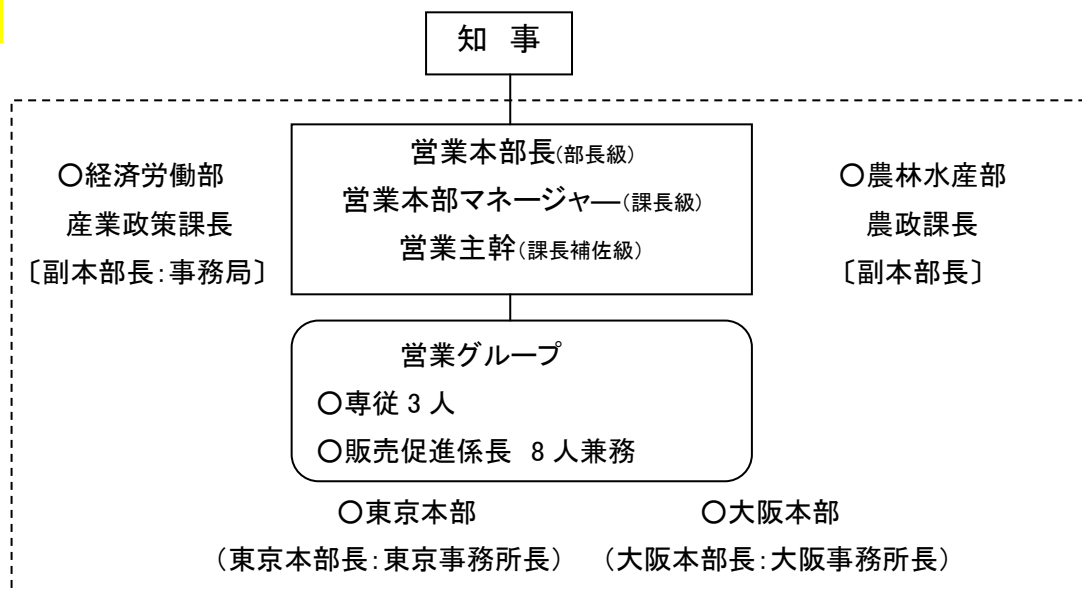 知 事
営業本部長(部長級)
営業本部マネージャー(課長級)
営業主幹(課長補佐級)
○経済労働部
産業政策課長
〔副本部長:事務局〕
○農林水産部
農政課長
〔副本部長〕
営業グループ
○専従 3 人
○販売促進係長 8 人兼務
○東京本部
(東京本部長:東京事務所長)
○大阪本部
(大阪本部長:大阪事務所長)